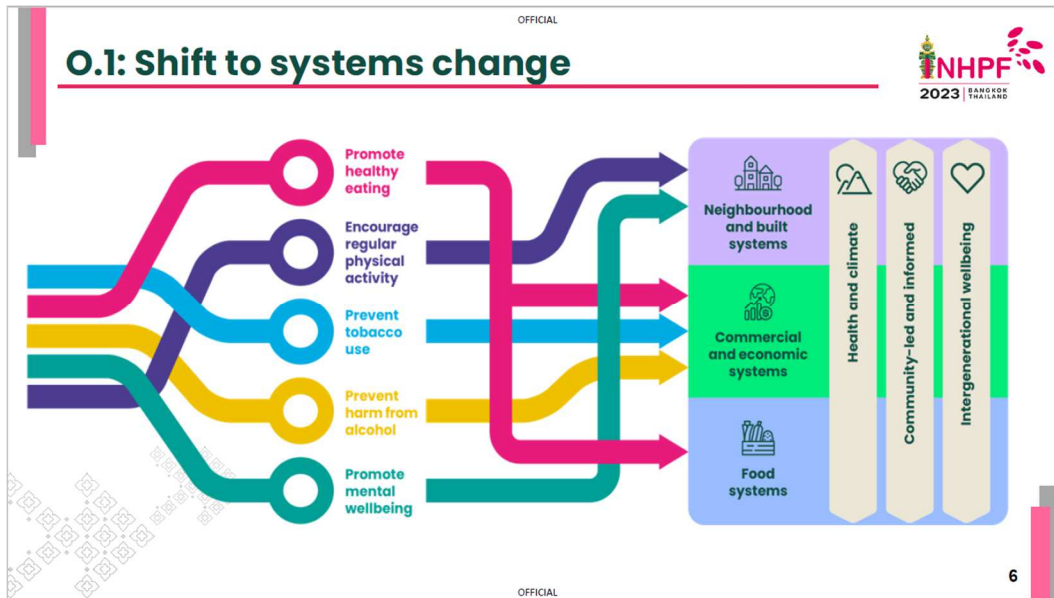 OFFICIAL
O.1: Shift to systems change
INHPF
2023 | BANGKOK
THAILAND
Promote
healthy
eating
Encourage
regular
physical
activity
Prevent
tobacco
use
Prevent
harm from
alcohol
Promote
mental
wellbeing
Neighbourhood
and built
systems
Commercial
and economic
systems
Food
systems
Health and climate
Community-led and informed
Intergenerational wellbeing
6
OFFICIAL